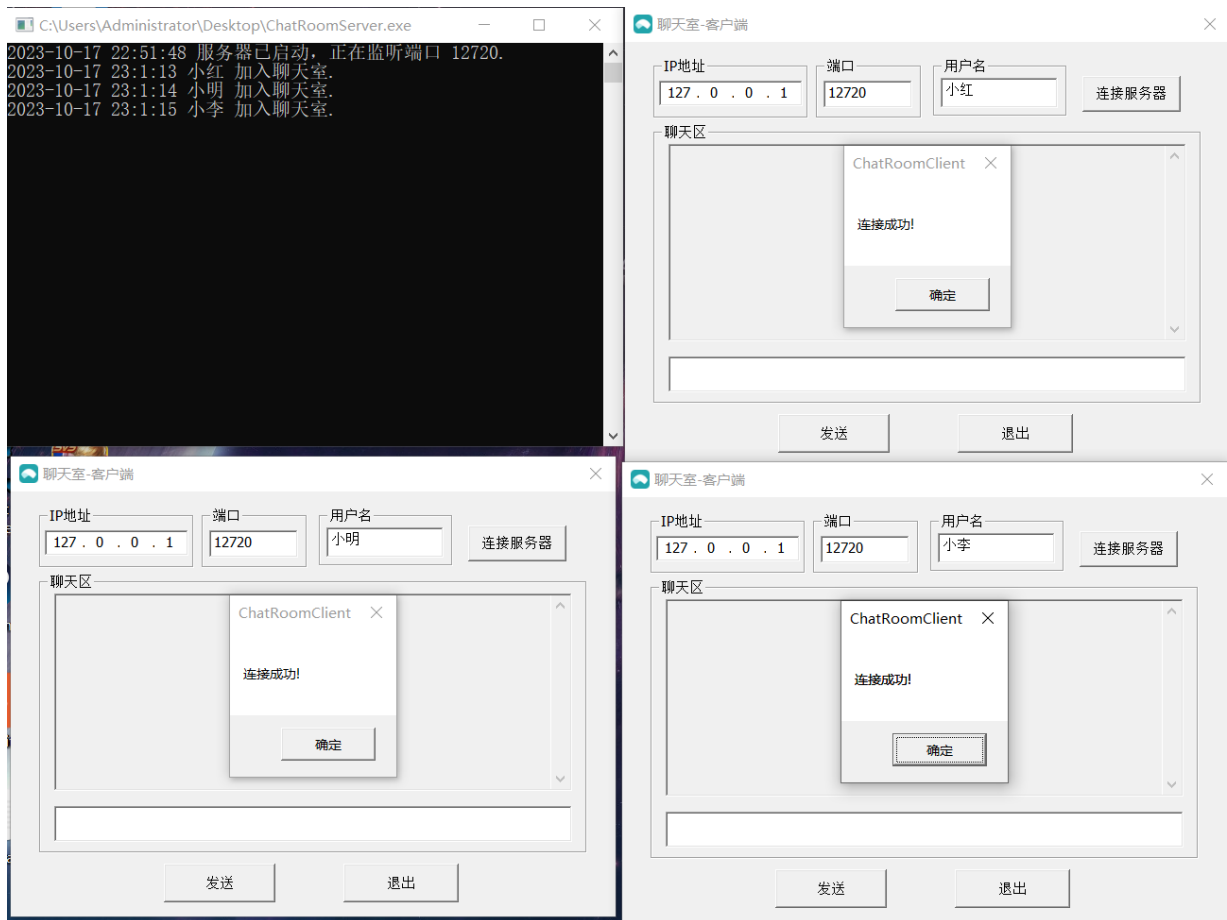 C:\Users\Administrator\Desktop\ChatRoomServer.exe
2023-10-17 22:51:48 服务器已启动，正在监听端口 12720.
2023-10-17 23:1:13 小红 加入聊天室.
2023-10-17 23:1:14 小明 加入聊天室.
2023-10-17 23:1:15 小李 加入聊天室.
聊天室-客户端
IP地址 端口 用户名
127 . 0 . 0 . 1 12720 小红 连接服务器
聊天区
ChatRoomClient
连接成功!
确定
发送 退出
聊天室-客户端
IP地址 端口 用户名
127 . 0 . 0 . 1 12720 小明 连接服务器
聊天区
ChatRoomClient
连接成功!
确定
发送 退出
聊天室-客户端
IP地址 端口 用户名
127 . 0 . 0 . 1 12720 小李 连接服务器
聊天区
ChatRoomClient
连接成功!
确定
发送 退出